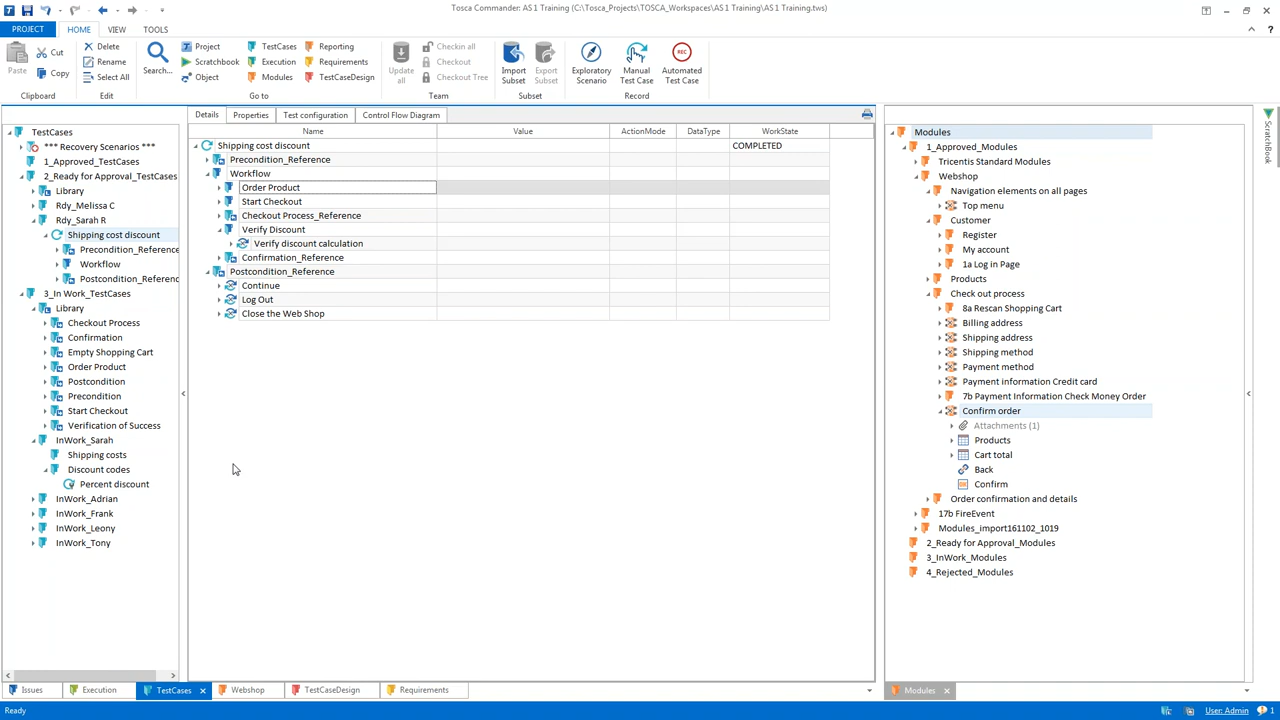 Tosca Commander: AS 1 Training (C:\Tosca_Projects\TOSCA_Workspaces\AS 1 Training\AS 1 Training.tws)
PROJECT HOME VIEW TOOLS
Paste
Cut
Copy
Clipboard
Delete
Rename
Select All
Edit
Search...
Project
Scratchbook
Object
TestCases
Execution
Modules
Reporting
Requirements
TestCaseDesign
Go to
Update all
Checkin all
Checkout
Checkout Tree
Team
Import Subset
Export Subset
Subset
Exploratory Scenario
Manual Test Case
Automated Test Case
Record
TestCases
*** Recovery Scenarios ***
1_Approved_TestCases
2_Ready for Approval_TestCases
Library
Rdy_Melissa C
Rdy_Sarah R
Shipping cost discount
Precondition_Reference
Workflow
Postcondition_Referenc
3_In Work_TestCases
Library
Checkout Process
Confirmation
Empty Shopping Cart
Order Product
Postcondition
Precondition
Start Checkout
Verification of Success
InWork_Sarah
Shipping costs
Discount codes
Percent discount
InWork_Adrian
InWork_Frank
InWork_Leony
InWork_Tony
Details Properties Test configuration Control Flow Diagram
Name Value ActionMode DataType WorkState
Shipping cost discount COMPLETED
Precondition_Reference
Workflow
Order Product
Start Checkout
Checkout Process_Reference
Verify Discount
Verify discount calculation
Confirmation_Reference
Postcondition_Reference
Continue
Log Out
Close the Web Shop
Modules
1_Approved_Modules
Tricentis Standard Modules
Webshop
Navigation elements on all pages
Top menu
Customer
Register
My account
1a Log in Page
Products
Check out process
8a Rescan Shopping Cart
Billing address
Shipping address
Shipping method
Payment method
Payment information Credit card
7b Payment Information Check Money Order
Confirm order
Attachments (1)
Products
Cart total
Back
Confirm
Order confirmation and details
17b FireEvent
Modules_import161102_1019
2_Ready for Approval_Modules
3_InWork_Modules
4_Rejected_Modules
ScratchBook
Issues Execution TestCases Webshop TestCaseDesign Requirements
Modules
Ready
User: Admin 1